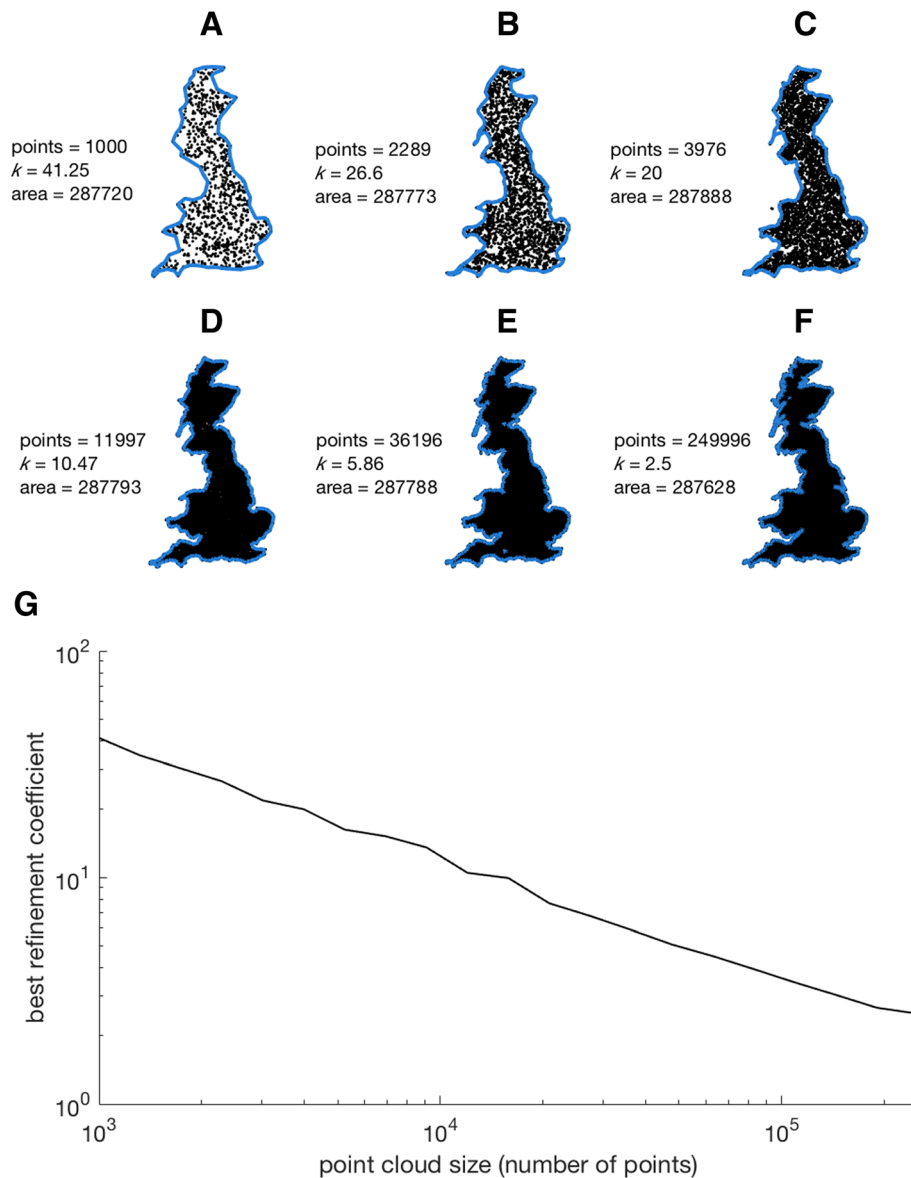 A
B
C
points = 1000
k = 41.25
area = 287720
points = 2289
k = 26.6
area = 287773
points = 3976
k = 20
area = 287888
D
E
F
points = 11997
k = 10.47
area = 287793
points = 36196
k = 5.86
area = 287788
points = 249996
k = 2.5
area = 287628
G
10²
10¹
10⁰
best refinement coefficient
10³
10⁴
10⁵
point cloud size (number of points)